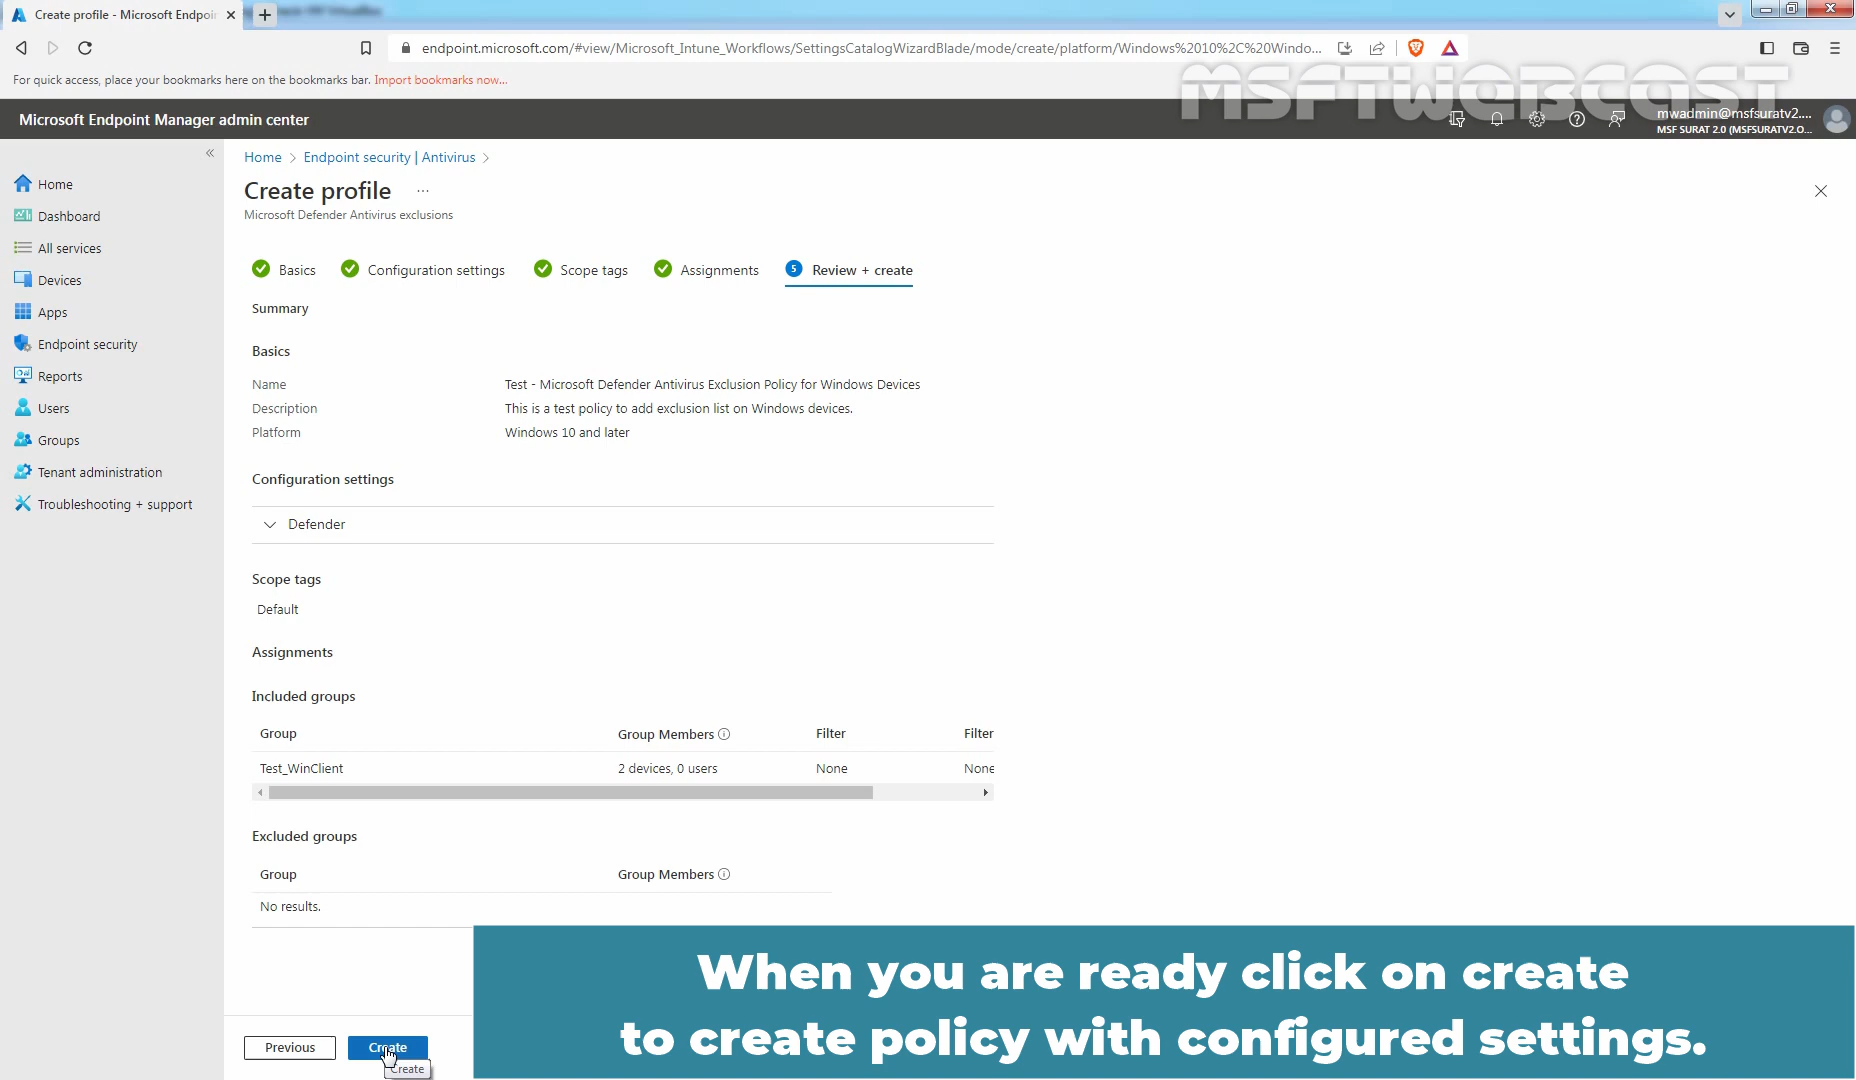 Create profile - Microsoft Endpoin
endpoint.microsoft.com/#view/Microsoft_Intune_Workflows/SettingsCatalogWizardBlade/mode/create/platform/Windows%2010%2C%20Windo...
For quick access, place your bookmarks here on the bookmarks bar. Import bookmarks now...
MSFTWEBCAST
Microsoft Endpoint Manager admin center
mwadmin@msfsuratv2....
MSF SURAT 2.0 (MSFSURATV2.O...
Home
Dashboard
All services
Devices
Apps
Endpoint security
Reports
Users
Groups
Tenant administration
Troubleshooting + support
Home > Endpoint security | Antivirus >
Create profile ...
Microsoft Defender Antivirus exclusions
Basics Configuration settings Scope tags Assignments 5 Review + create
Summary
Basics
Name Test - Microsoft Defender Antivirus Exclusion Policy for Windows Devices
Description This is a test policy to add exclusion list on Windows devices.
Platform Windows 10 and later
Configuration settings
Defender
Scope tags
Default
Assignments
Included groups
Group Group Members Filter Filter
Test_WinClient 2 devices, 0 users None None
Excluded groups
Group Group Members
No results.
Previous Create
Create
When you are ready click on create
to create policy with configured settings.